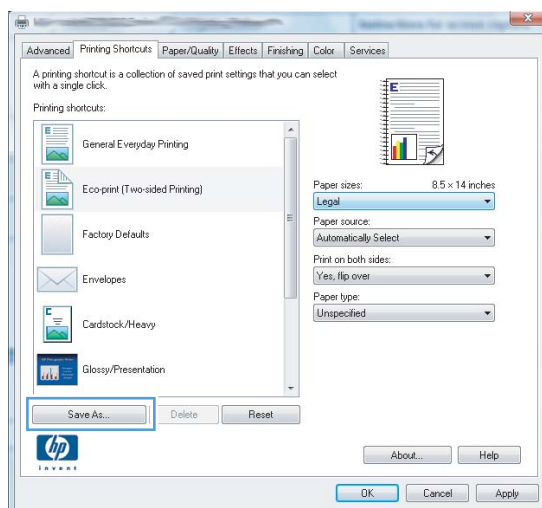 Advanced Printing Shortcuts Paper/Quality Effects Finishing Color Services
A printing shortcut is a collection of saved print settings that you can select
with a single click.
Printing shortcuts:
General Everyday Printing
Eco-print (Two-sided Printing)
Factory Defaults
Envelopes
Cardstock/Heavy
Glossy/Presentation
Paper sizes: 8.5 × 14 inches
Legal
Paper source:
Automatically Select
Print on both sides:
Yes, flip over
Paper type:
Unspecified
Save As... Delete Reset
hp
invent
About... Help
OK Cancel Apply